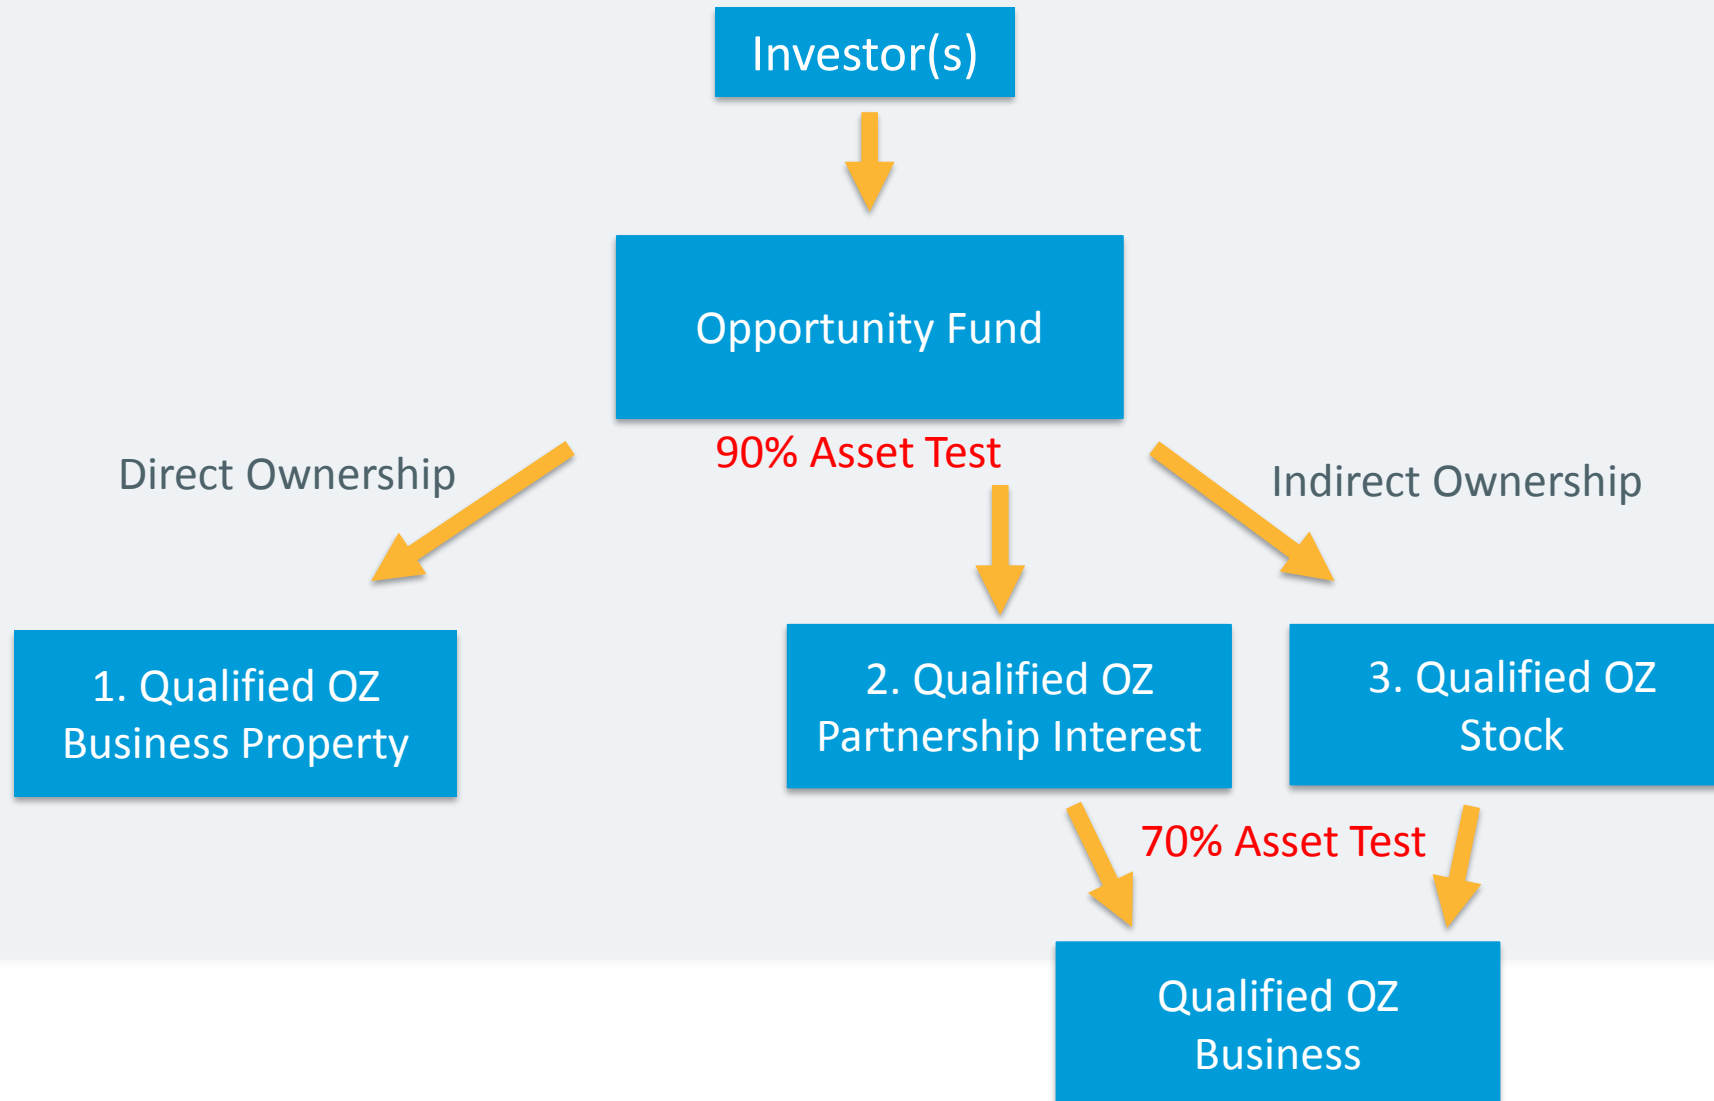 Investor(s)
Opportunity Fund
90% Asset Test
Direct Ownership
Indirect Ownership
1. Qualified OZ
Business Property
2. Qualified OZ
Partnership Interest
3. Qualified OZ
Stock
70% Asset Test
Qualified OZ
Business